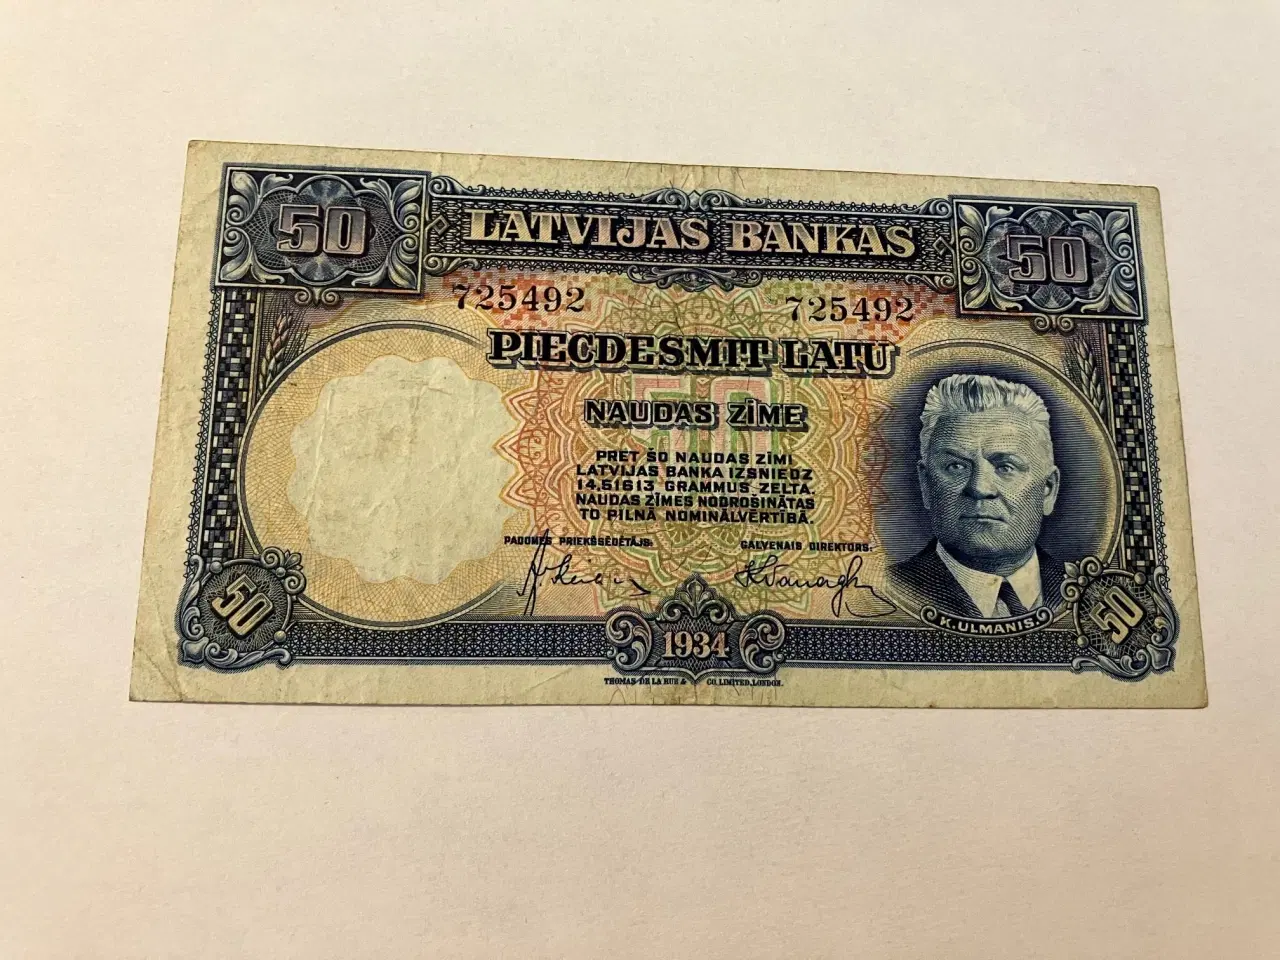 50 LATVIJAS BANKAS 50
725492 725492
PIECDESMIT LATU
50
NAUDAS ZĪME
PRET ŠO NAUDAS ZĪMI
LATVIJAS BANKA IZSNIEDZ
14,51613 GRAMMUS ZELTA.
NAUDAS ZĪMES NODROŠINĀTAS
TO PILNĀ NOMINĀLVĒRTĪBĀ.
PADOMES PRIEKŠSĒDĒTĀJS: GALVENAIS DIREKTORS:
K. ULMANIS.
50 1934 50
THOMAS DE LA RUE & CO. LIMITED, LONDON.